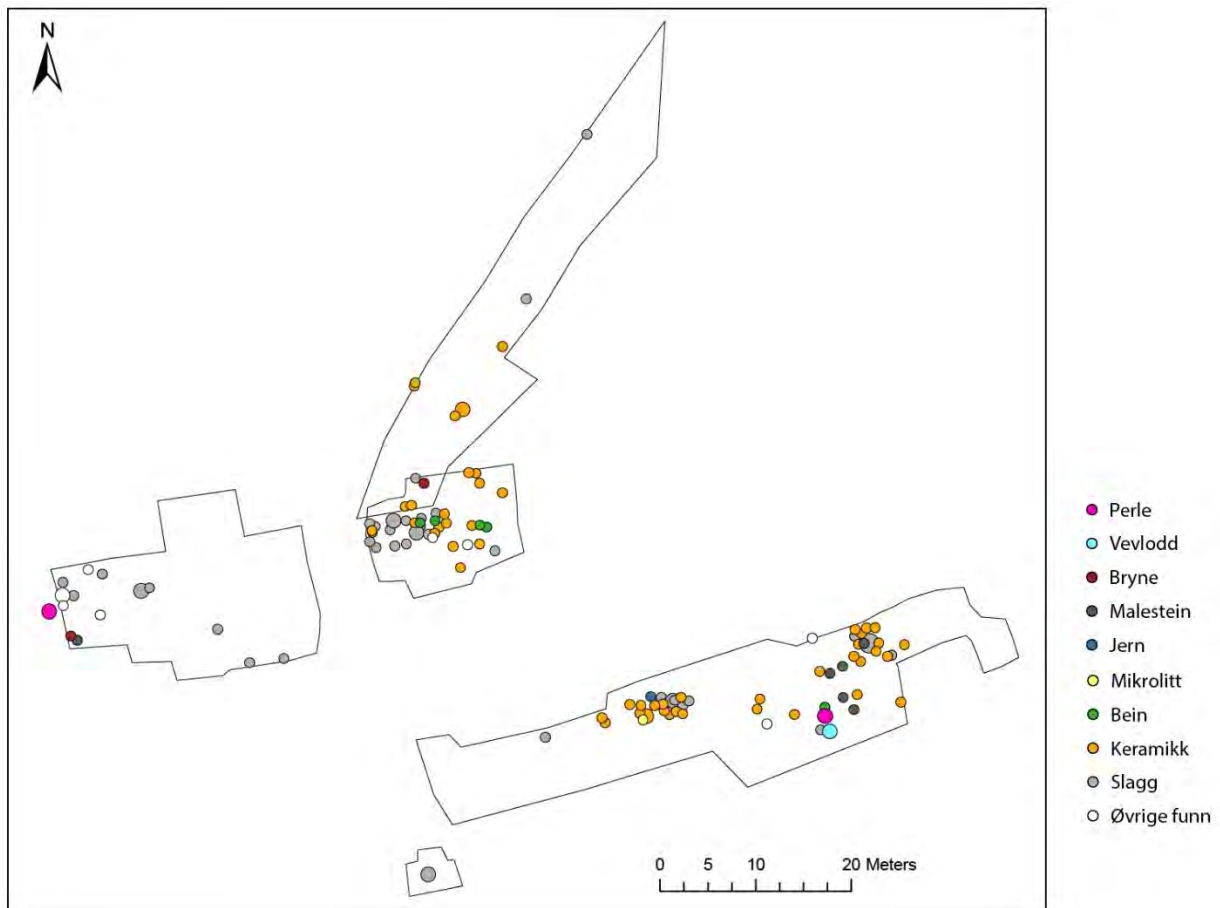 N
Perle
Vevlodd
Bryne
Malestein
Jern
Mikrolitt
Bein
Keramikk
Slagg
Øvrige funn
0 5 10 20 Meters